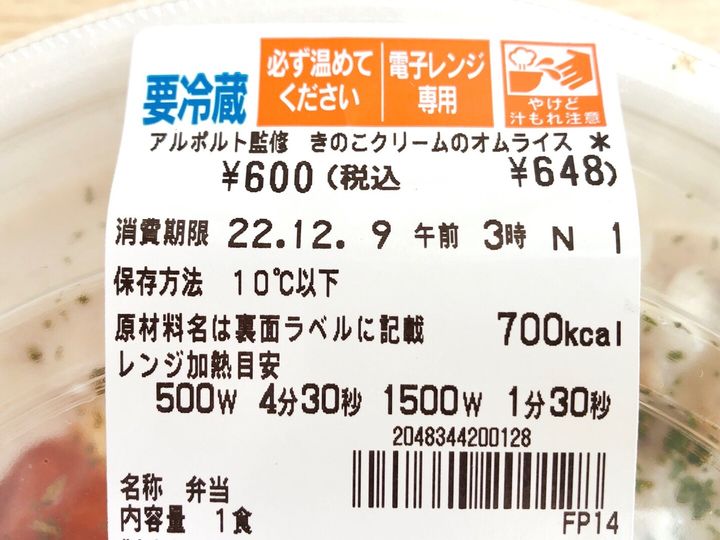 要冷蔵
必ず温めて
ください
電子レンジ
専用
やけど
汁もれ注意
アルポルト監修 きのこクリームのオムライス *
¥600(税込 ¥648)
消費期限 22.12. 9 午前 3時 N 1
保存方法 10℃以下
原材料名は裏面ラベルに記載 700kcal
レンジ加熱目安
500W 4分30秒 1500W 1分30秒
2048344200128
名称 弁当
内容量 1食
FP14